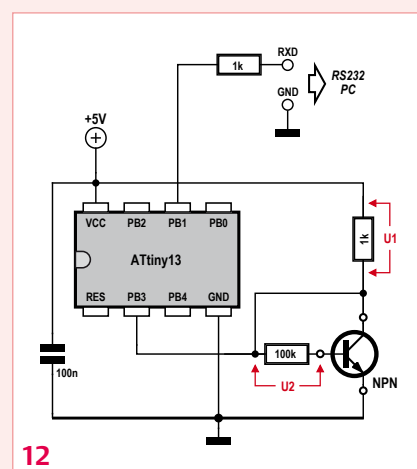 1k
RXD
GND
RS232
PC
+5V
VCC PB2 PB1 PB0
ATtiny13
RES PB3 PB4 GND
1k
U1
100k
U2
NPN
100n
12